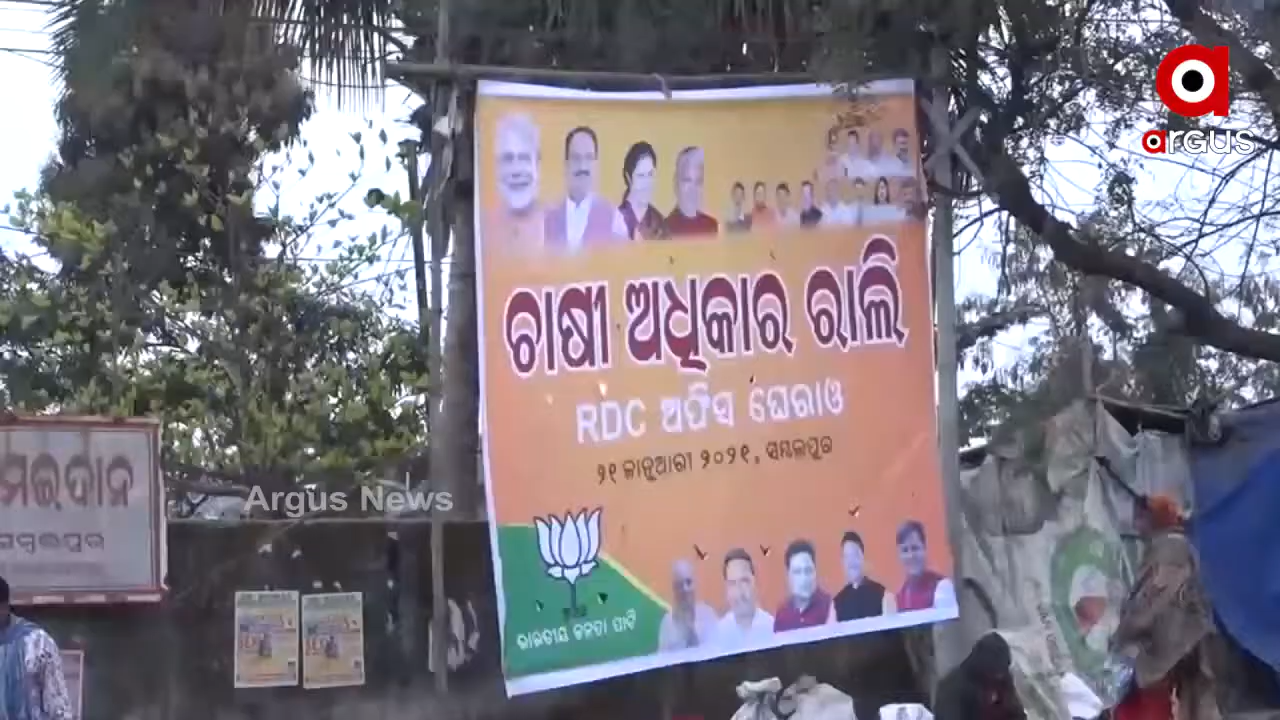 argus
ଚାଷୀ ଅଧିକାର ରାଲି
RDC ଅଫିସ ଘେରାଓ
୨୧ ଜାନୁଆରୀ ୨୦୨୧, ସମ୍ବଲପୁର
ଭାରତୀୟ ଜନତା ପାର୍ଟି
ମଇଦାନ
Argus News